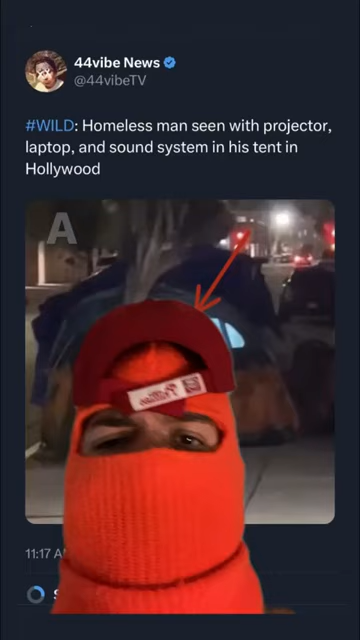 44vibe News
@44vibeTV
#WILD: Homeless man seen with projector,
laptop, and sound system in his tent in
Hollywood
A
11:17 A
S